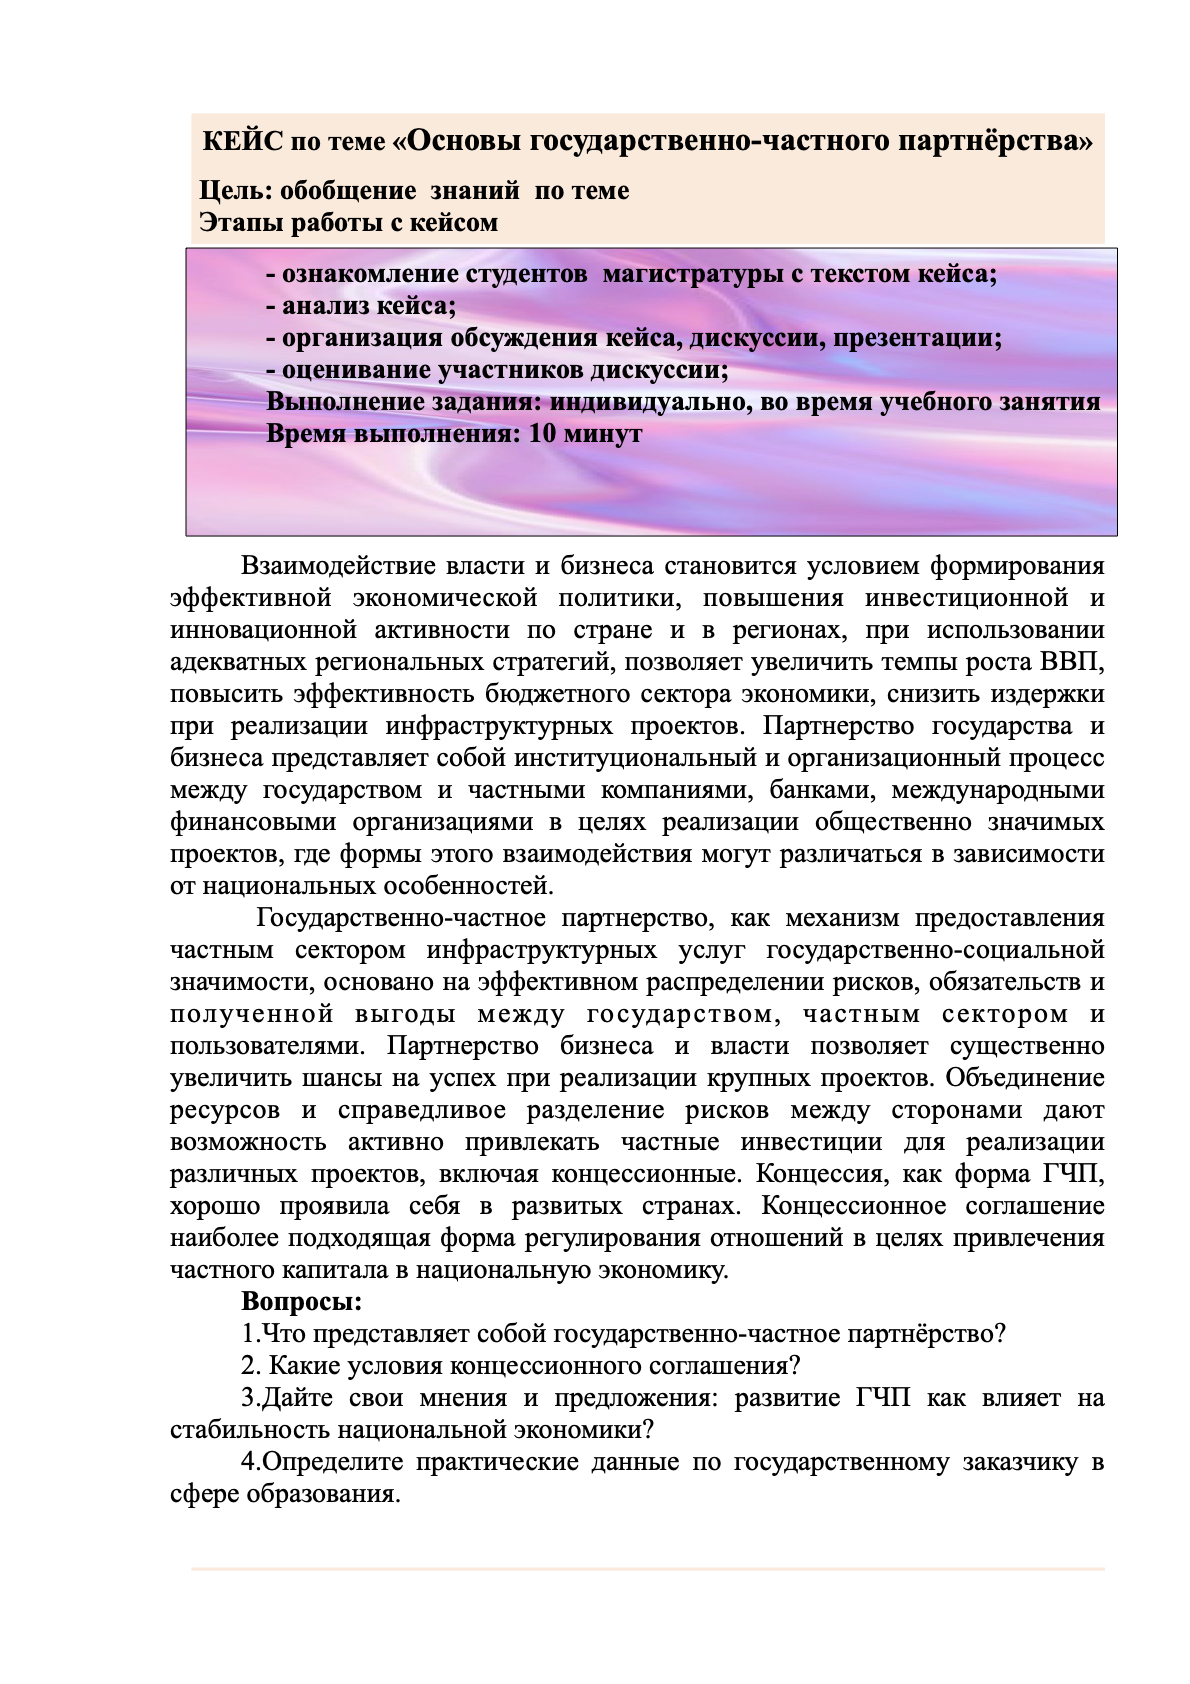 КЕЙС по теме «Основы государственно-частного партнёрства»
Цель: обобщение знаний по теме
Этапы работы с кейсом
- ознакомление студентов магистратуры с текстом кейса;
- анализ кейса;
- организация обсуждения кейса, дискуссии, презентации;
- оценивание участников дискуссии;
Выполнение задания: индивидуально, во время учебного занятия
Время выполнения: 10 минут
Взаимодействие власти и бизнеса становится условием формирования
эффективной экономической политики, повышения инвестиционной и
инновационной активности по стране и в регионах, при использовании
адекватных региональных стратегий, позволяет увеличить темпы роста ВВП,
повысить эффективность бюджетного сектора экономики, снизить издержки
при реализации инфраструктурных проектов. Партнерство государства и
бизнеса представляет собой институциональный и организационный процесс
между государством и частными компаниями, банками, международными
финансовыми организациями в целях реализации общественно значимых
проектов, где формы этого взаимодействия могут различаться в зависимости
от национальных особенностей.
Государственно-частное партнерство, как механизм предоставления
частным сектором инфраструктурных услуг государственно-социальной
значимости, основано на эффективном распределении рисков, обязательств и
полученной выгоды между государством, частным сектором и
пользователями. Партнерство бизнеса и власти позволяет существенно
увеличить шансы на успех при реализации крупных проектов. Объединение
ресурсов и справедливое разделение рисков между сторонами дают
возможность активно привлекать частные инвестиции для реализации
различных проектов, включая концессионные. Концессия, как форма ГЧП,
хорошо проявила себя в развитых странах. Концессионное соглашение
наиболее подходящая форма регулирования отношений в целях привлечения
частного капитала в национальную экономику.
Вопросы:
1.Что представляет собой государственно-частное партнёрство?
2. Какие условия концессионного соглашения?
3.Дайте свои мнения и предложения: развитие ГЧП как влияет на
стабильность национальной экономики?
4.Определите практические данные по государственному заказчику в
сфере образования.